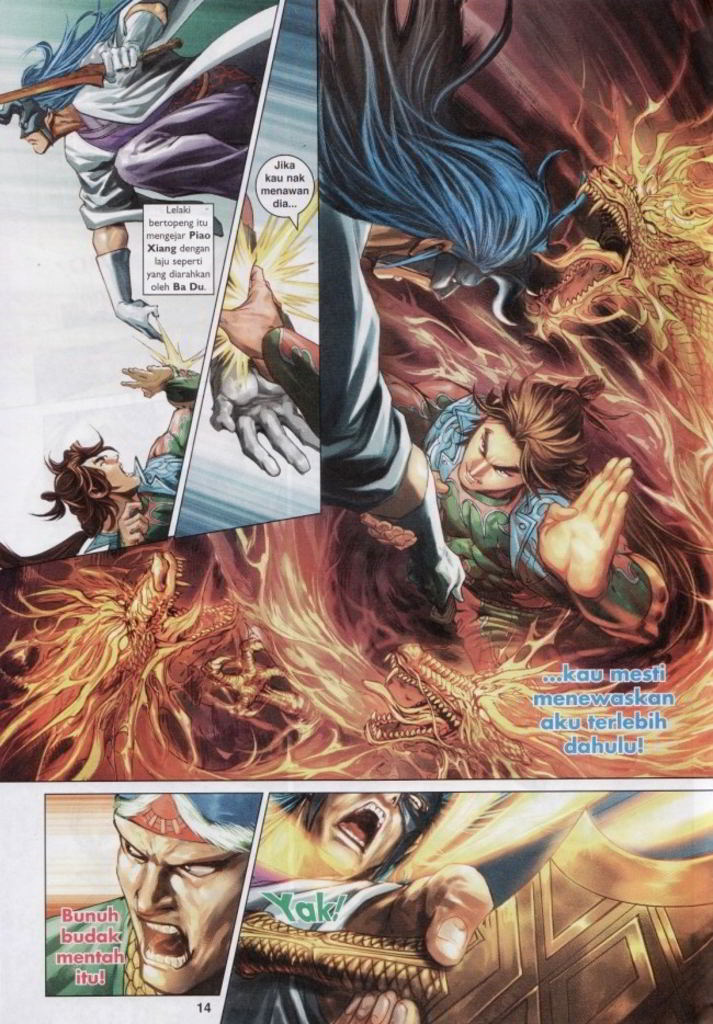 Lelaki
bertopeng itu
mengejar Piao
Xiang dengan
laju seperti
yang diarahkan
oleh Ba Du.
Jika
kau nak
menawan
dia...
...kau mesti
menewaskan
aku terlebih
dahulu!
Bunuh
budak
mentah
itu!
Yak!
14